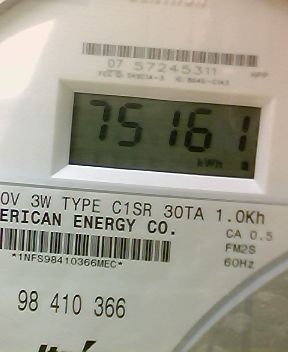 07 57245311
75161
kWh
0V 3W TYPE C1SR 30TA 1.0Kh
ERICAN ENERGY CO.
CA 0.5
FM2S
60Hz
*1NFS98410366MEC*
98 410 366